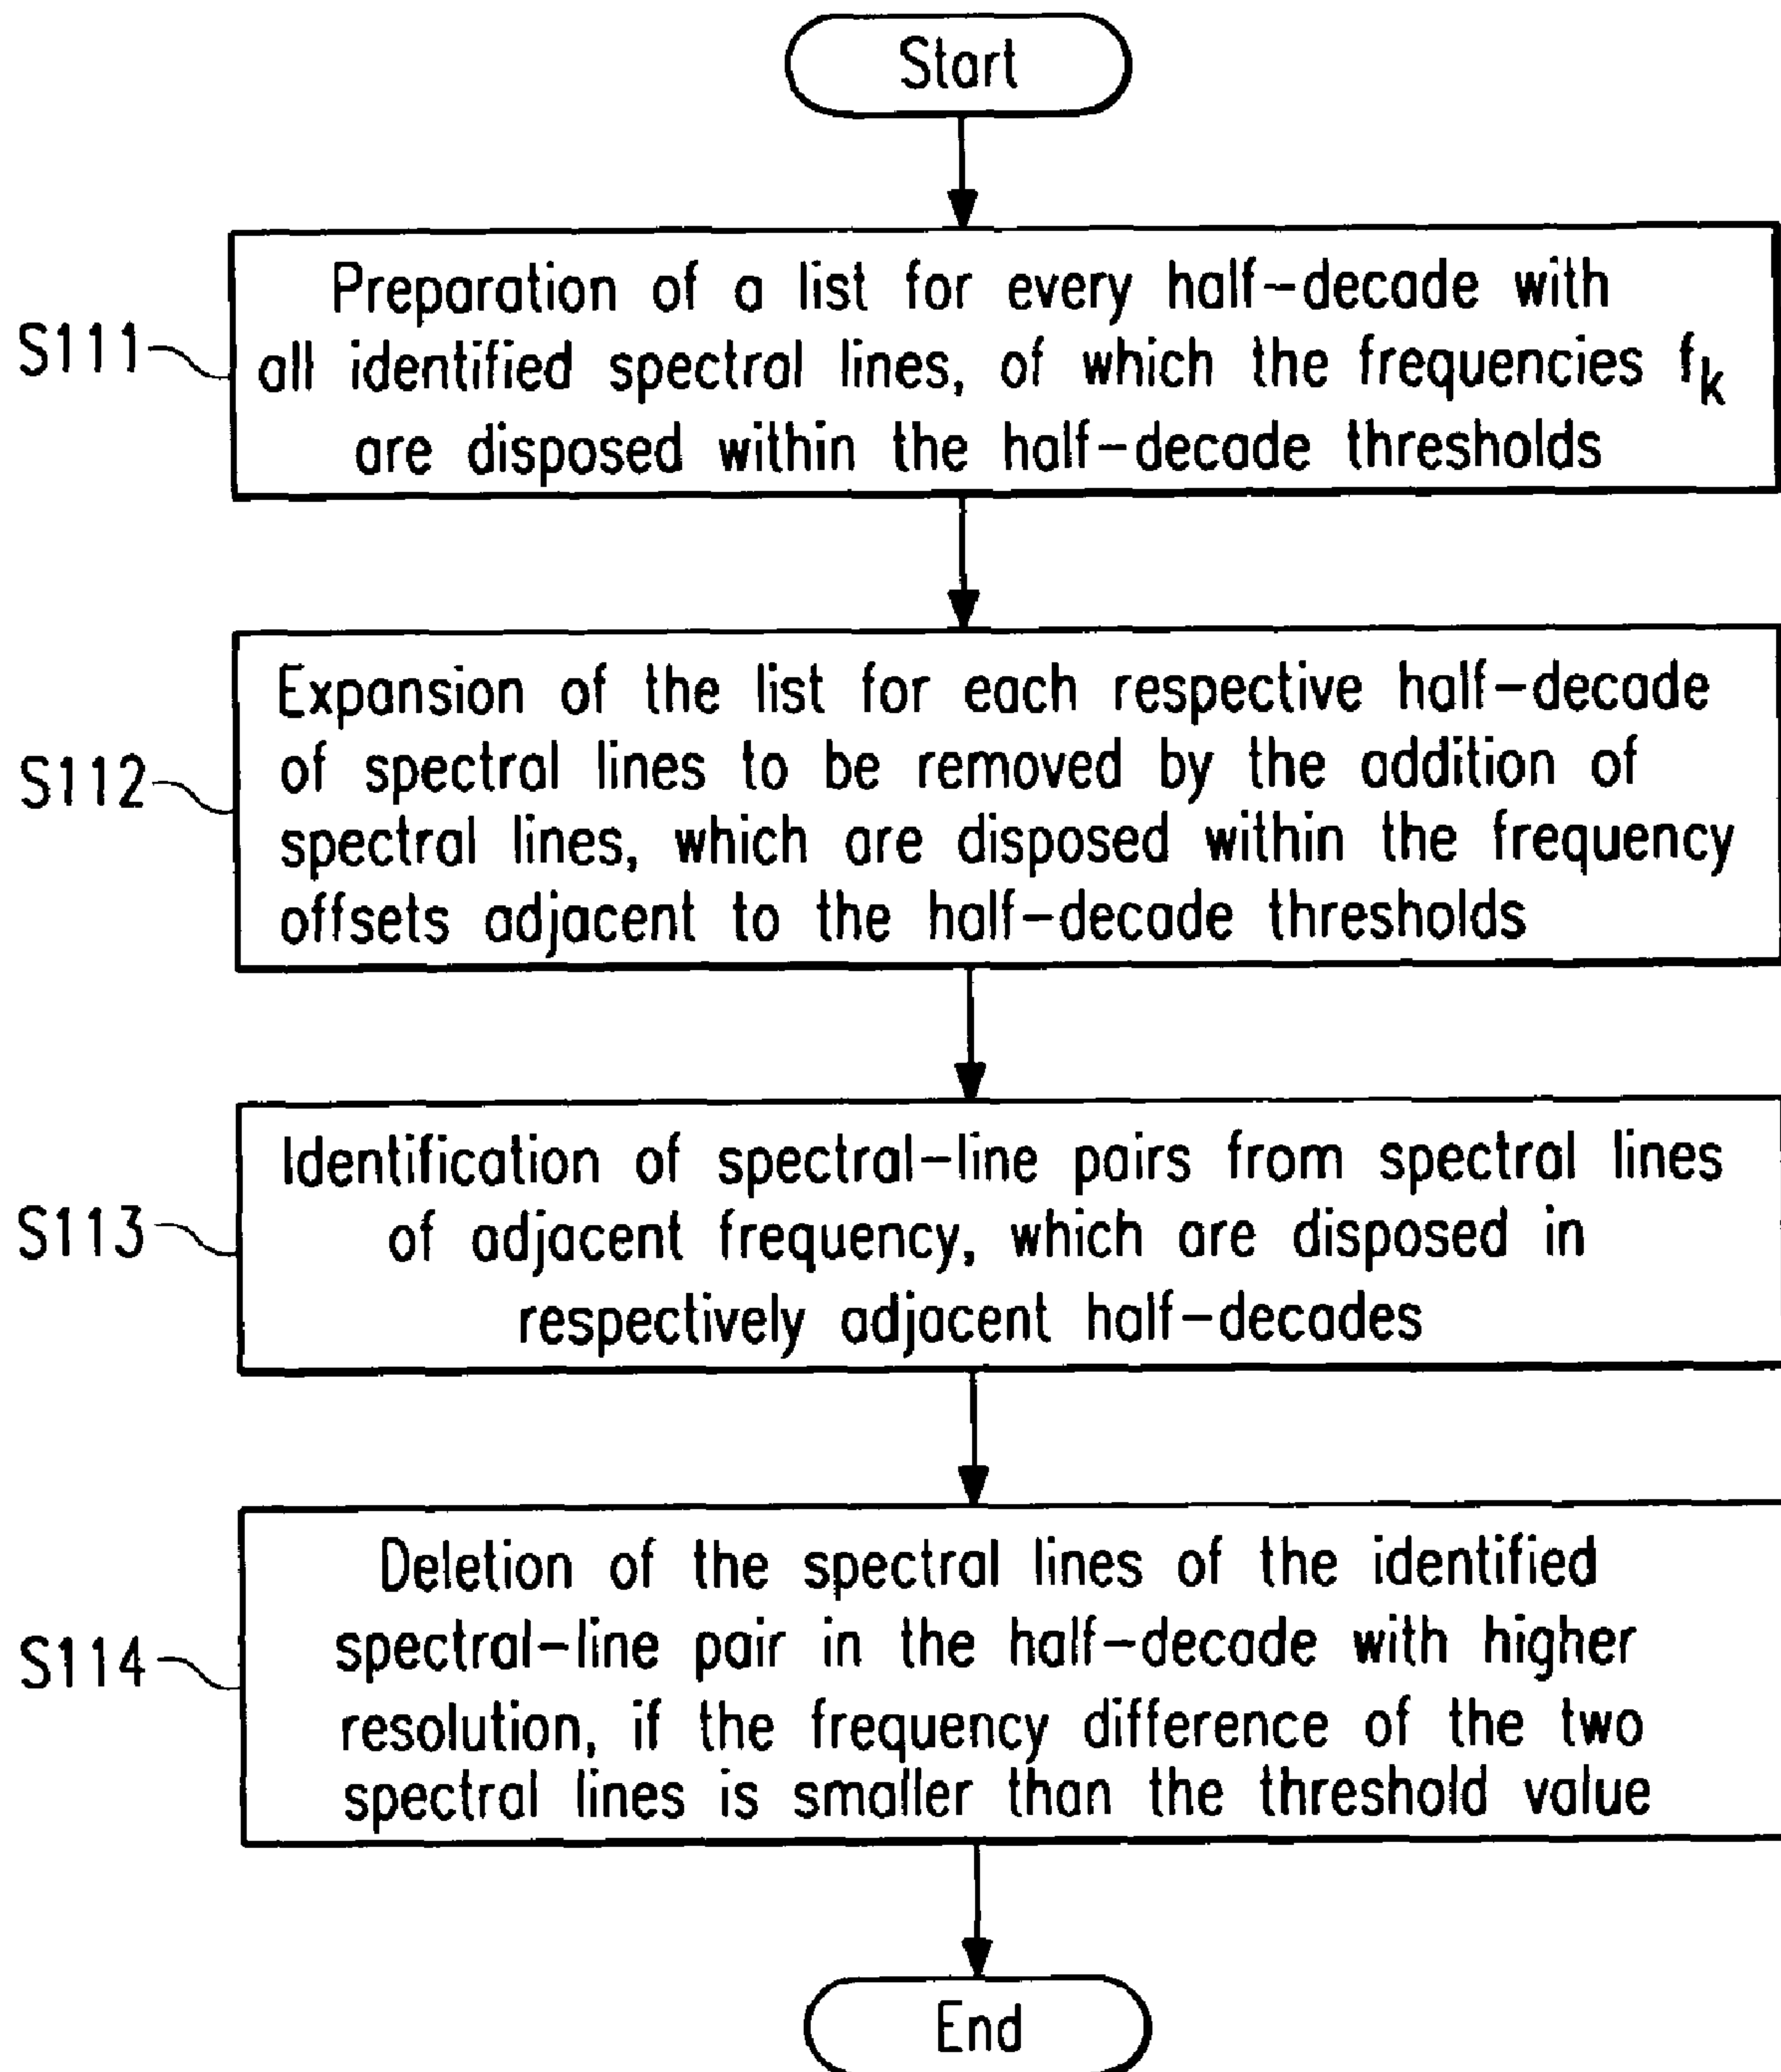 Start
S111
Preparation of a list for every half-decade with
all identified spectral lines, of which the frequencies fk
are disposed within the half-decade thresholds
S112
Expansion of the list for each respective half-decade
of spectral lines to be removed by the addition of
spectral lines, which are disposed within the frequency
offsets adjacent to the half-decade thresholds
S113
Identification of spectral-line pairs from spectral lines
of adjacent frequency, which are disposed in
respectively adjacent half-decades
S114
Deletion of the spectral lines of the identified
spectral-line pair in the half-decade with higher
resolution, if the frequency difference of the two
spectral lines is smaller than the threshold value
End